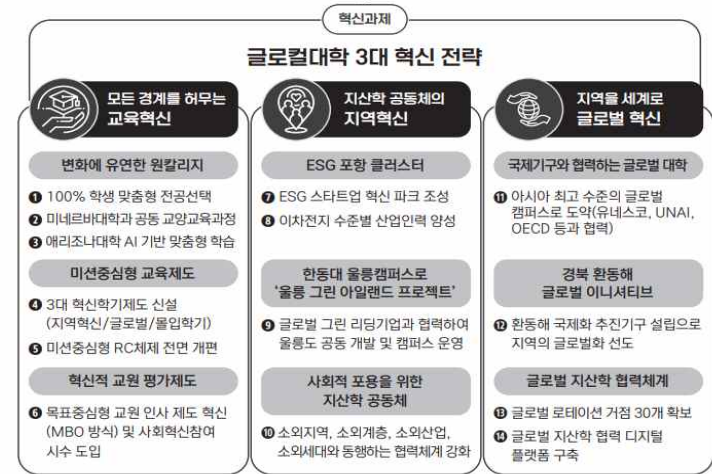 혁신과제
글로컬대학 3대 혁신 전략
모든 경계를 허무는
교육혁신
변화에 유연한 원칼리지
❶ 100% 학생 맞춤형 전공선택
❷ 미네르바대학과 공동 교양교육과정
❸ 애리조나대학 AI 기반 맞춤형 학습
미션중심형 교육제도
❹ 3대 혁신학기제도 신설
(지역혁신/글로벌/몰입학기)
❺ 미션중심형 RC체제 전면 개편
혁신적 교원 평가제도
❻ 목표중심형 교원 인사 제도 혁신
(MBO 방식) 및 사회혁신참여
시수 도입
지산학 공동체의
지역혁신
ESG 포항 클러스터
❼ ESG 스타트업 혁신 파크 조성
❽ 이차전지 수준별 산업인력 양성
한동대 울릉캠퍼스로
‘울릉 그린 아일랜드 프로젝트’
❾ 글로벌 그린 리딩기업과 협력하여
울릉도 공동 개발 및 캠퍼스 운영
사회적 포용을 위한
지산학 공동체
❿ 소외지역, 소외계층, 소외산업,
소외세대와 동행하는 협력체계 강화
지역을 세계로
글로벌 혁신
국제기구와 협력하는 글로벌 대학
⓫ 아시아 최고 수준의 글로벌
캠퍼스로 도약(유네스코, UNAI,
OECD 등과 협력)
경북 환동해
글로벌 이니셔티브
⓬ 환동해 국제화 추진기구 설립으로
지역의 글로벌화 선도
글로벌 지산학 협력체계
⓭ 글로벌 로테이션 거점 30개 확보
⓮ 글로벌 지산학 협력 디지털
플랫폼 구축